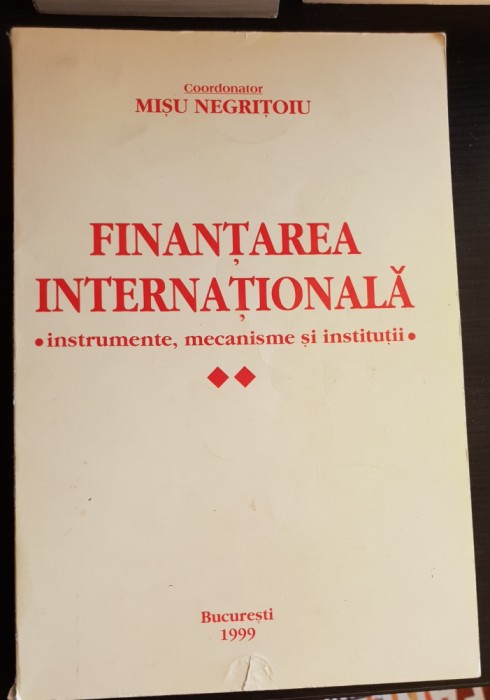 Coordonator
MIȘU NEGRIȚOIU
FINANȚAREA
INTERNAȚIONALĂ
• instrumente, mecanisme și instituții •
București
1999